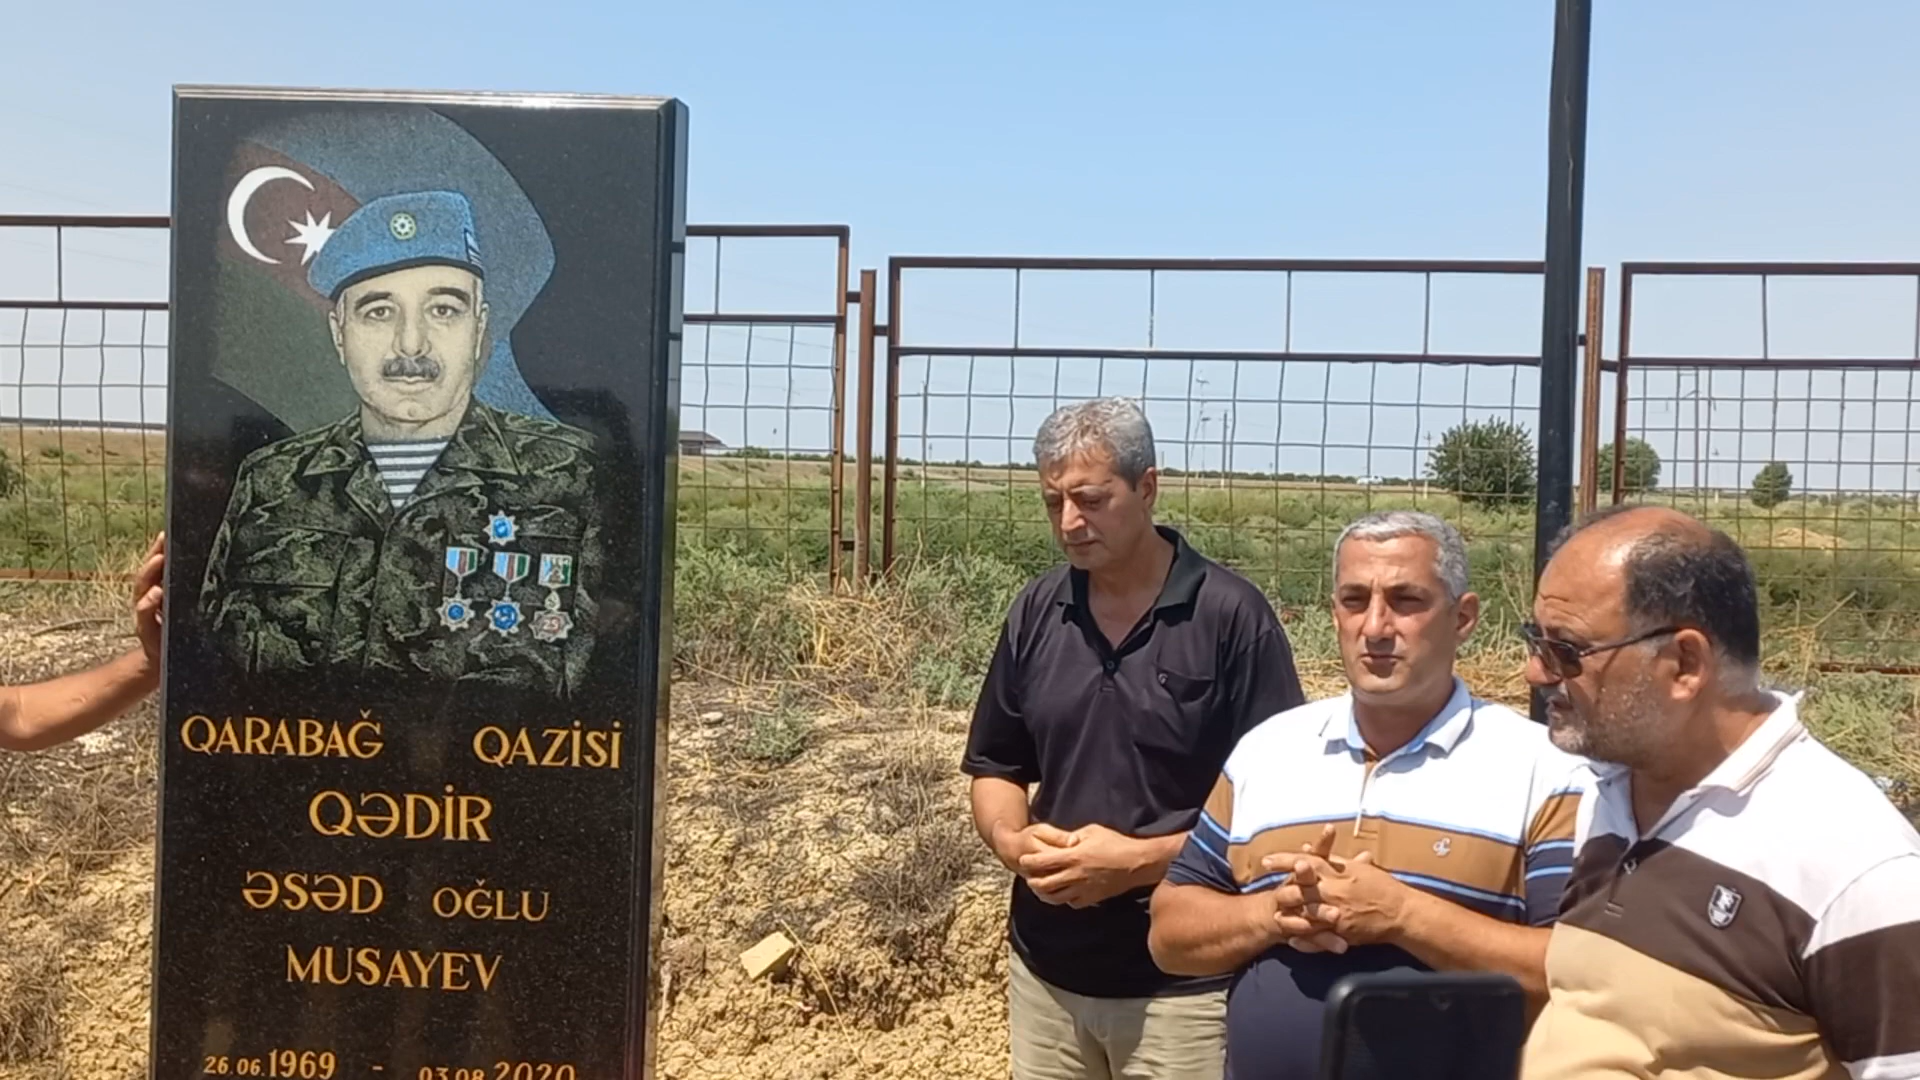 QARABAĞ QAZİSİ
QƏDİR
ƏSƏD OĞLU
MUSAYEV
26.06.1969 - 03.08.2020